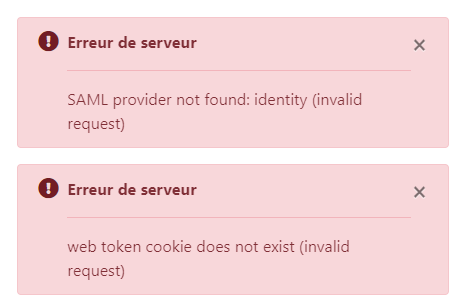 Erreur de serveur
SAML provider not found: identity (invalid
request)
Erreur de serveur
web token cookie does not exist (invalid
request)